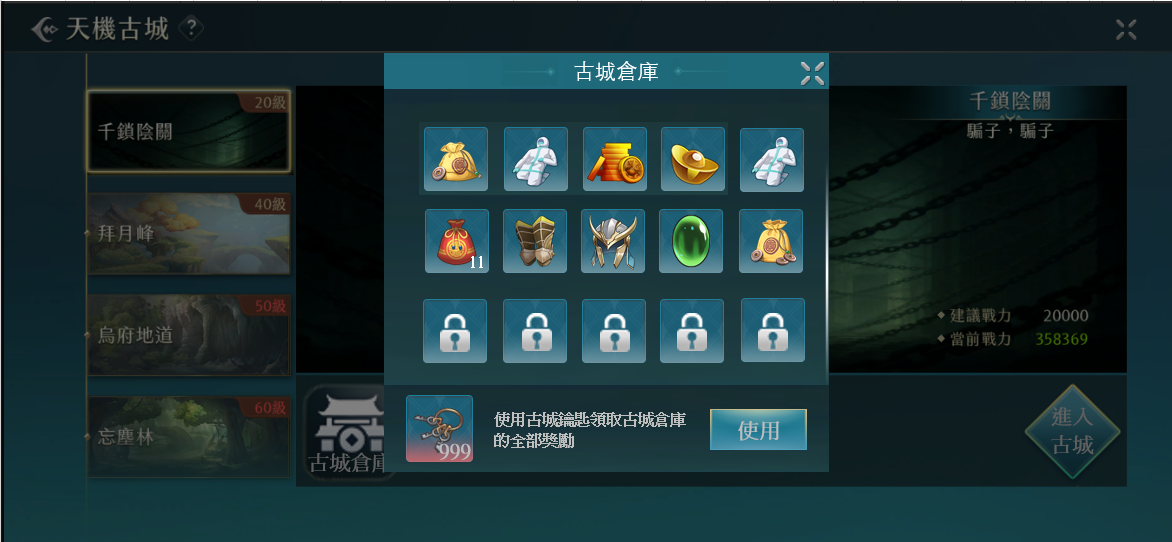 天機古城
?
古城倉庫
20級
千鎖陰關
40級
拜月峰
50級
烏府地道
60級
忘塵林
11
千鎖陰關
騙子，騙子
建議戰力 20000
當前戰力 358369
古城倉庫
999
使用古城鑰匙領取古城倉庫
的全部獎勵
使用
進入
古城